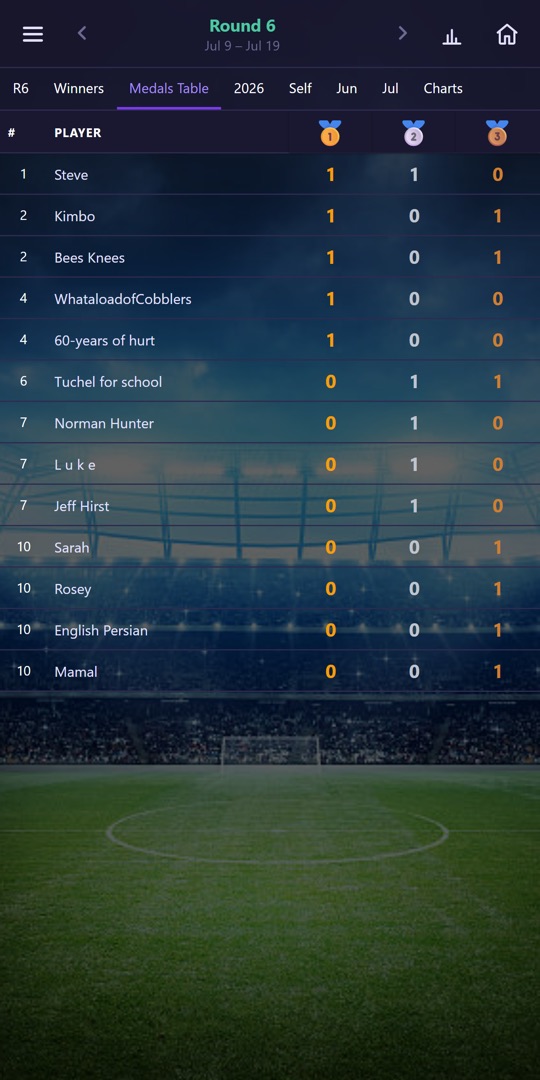 Round 6
Jul 9 – Jul 19
R6 Winners Medals Table 2026 Self Jun Jul Charts
# PLAYER 1 2 3
1 Steve 1 1 0
2 Kimbo 1 0 1
2 Bees Knees 1 0 1
4 WhataloadofCobblers 1 0 0
4 60-years of hurt 1 0 0
6 Tuchel for school 0 1 1
7 Norman Hunter 0 1 0
7 L u k e 0 1 0
7 Jeff Hirst 0 1 0
10 Sarah 0 0 1
10 Rosey 0 0 1
10 English Persian 0 0 1
10 Mamal 0 0 1